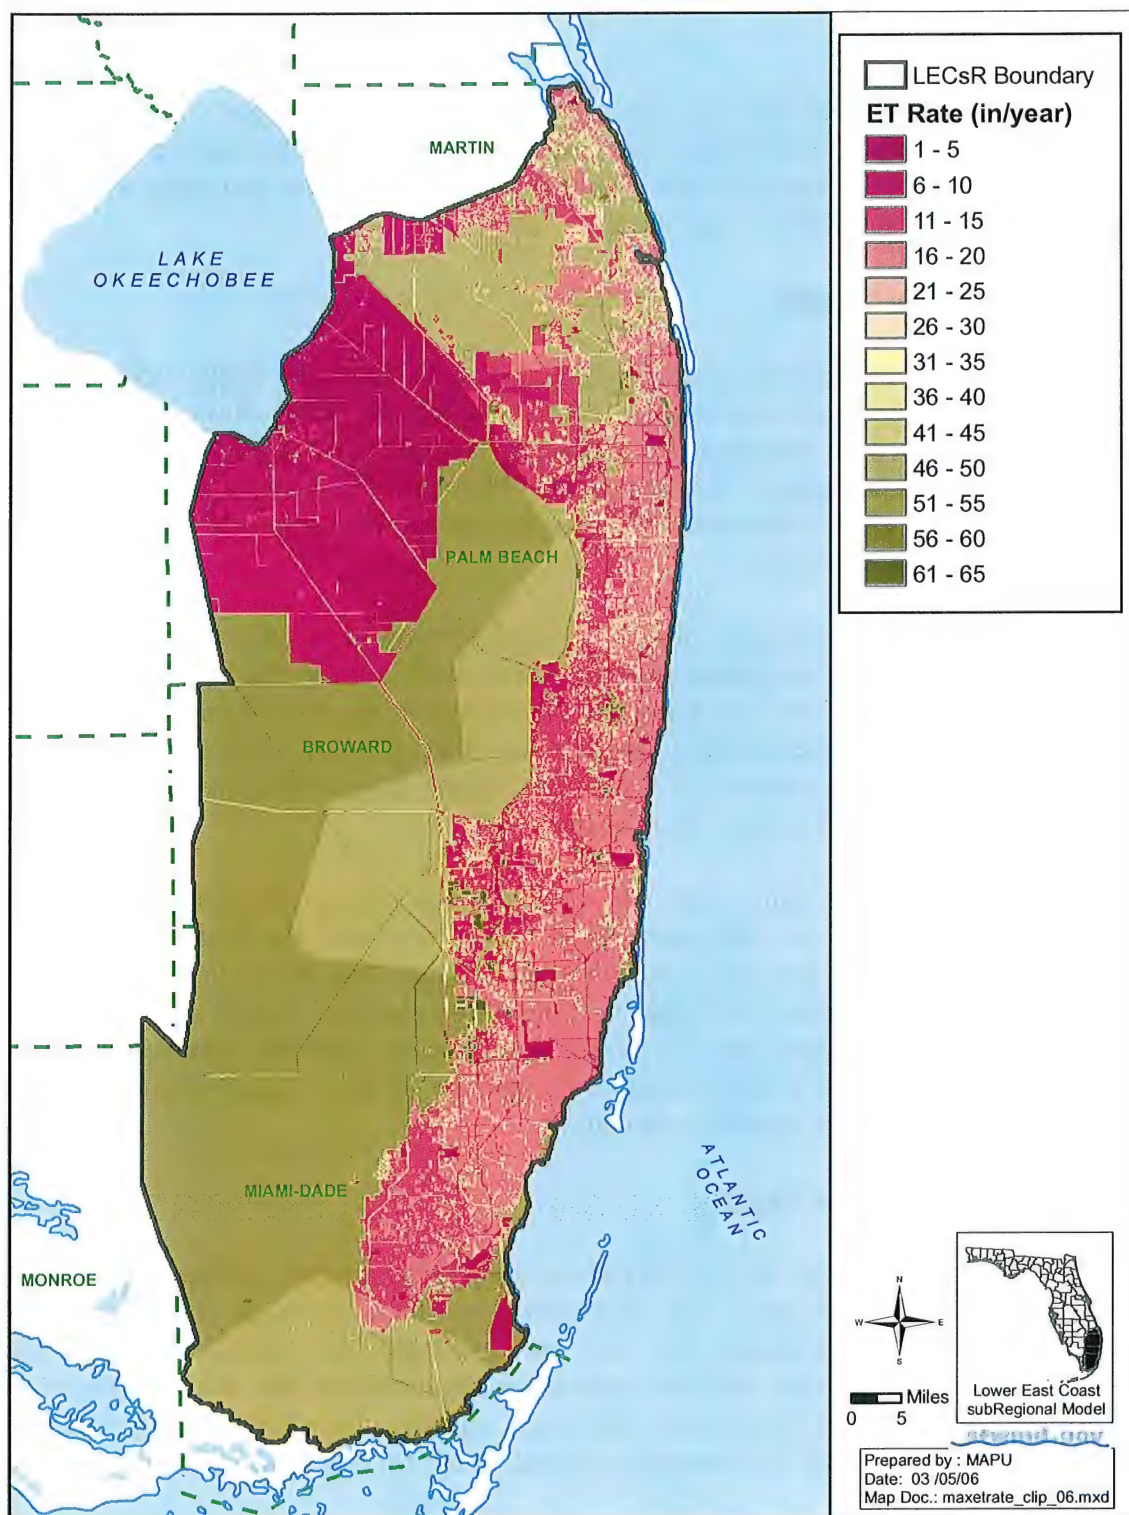 MARTIN
LAKE
OKEECHOBEE
PALM BEACH
BROWARD
MIAMI-DADE
MONROE
ATLANTIC
OCEAN
LECsR Boundary
ET Rate (in/year)
1 - 5
6 - 10
11 - 15
16 - 20
21 - 25
26 - 30
31 - 35
36 - 40
41 - 45
46 - 50
51 - 55
56 - 60
61 - 65
N
W E
S
Miles
0 5
Lower East Coast
subRegional Model
sfwmd.gov
Prepared by : MAPU
Date: 03 /05/06
Map Doc.: maxetrate_clip_06.mxd